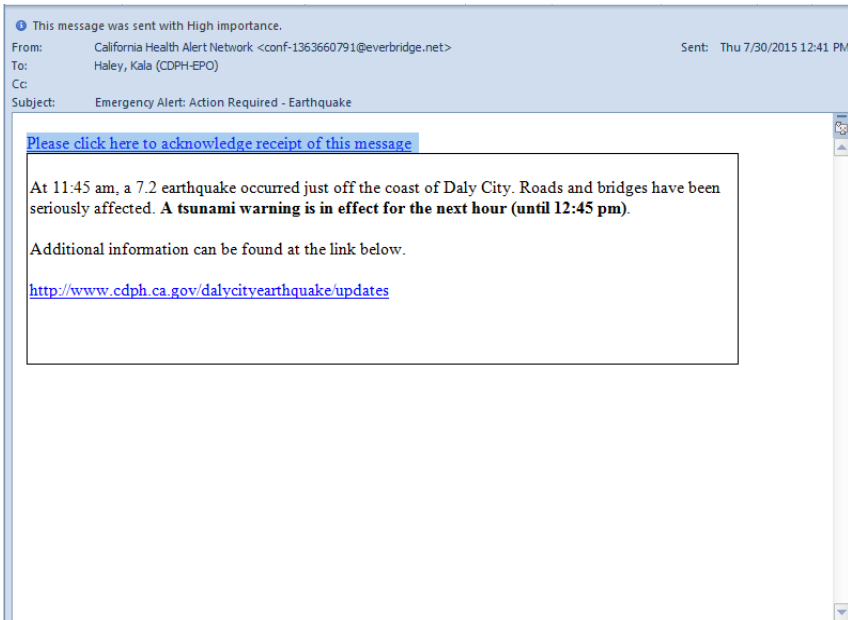 This message was sent with High importance.
From: California Health Alert Network <conf-1363660791@everbridge.net> Sent: Thu 7/30/2015 12:41 PM
To: Haley, Kala (CDPH-EPO)
Cc:
Subject: Emergency Alert: Action Required - Earthquake
Please click here to acknowledge receipt of this message
At 11:45 am, a 7.2 earthquake occurred just off the coast of Daly City. Roads and bridges have been
seriously affected. A tsunami warning is in effect for the next hour (until 12:45 pm).
Additional information can be found at the link below.
http://www.cdph.ca.gov/dalycityearthquake/updates